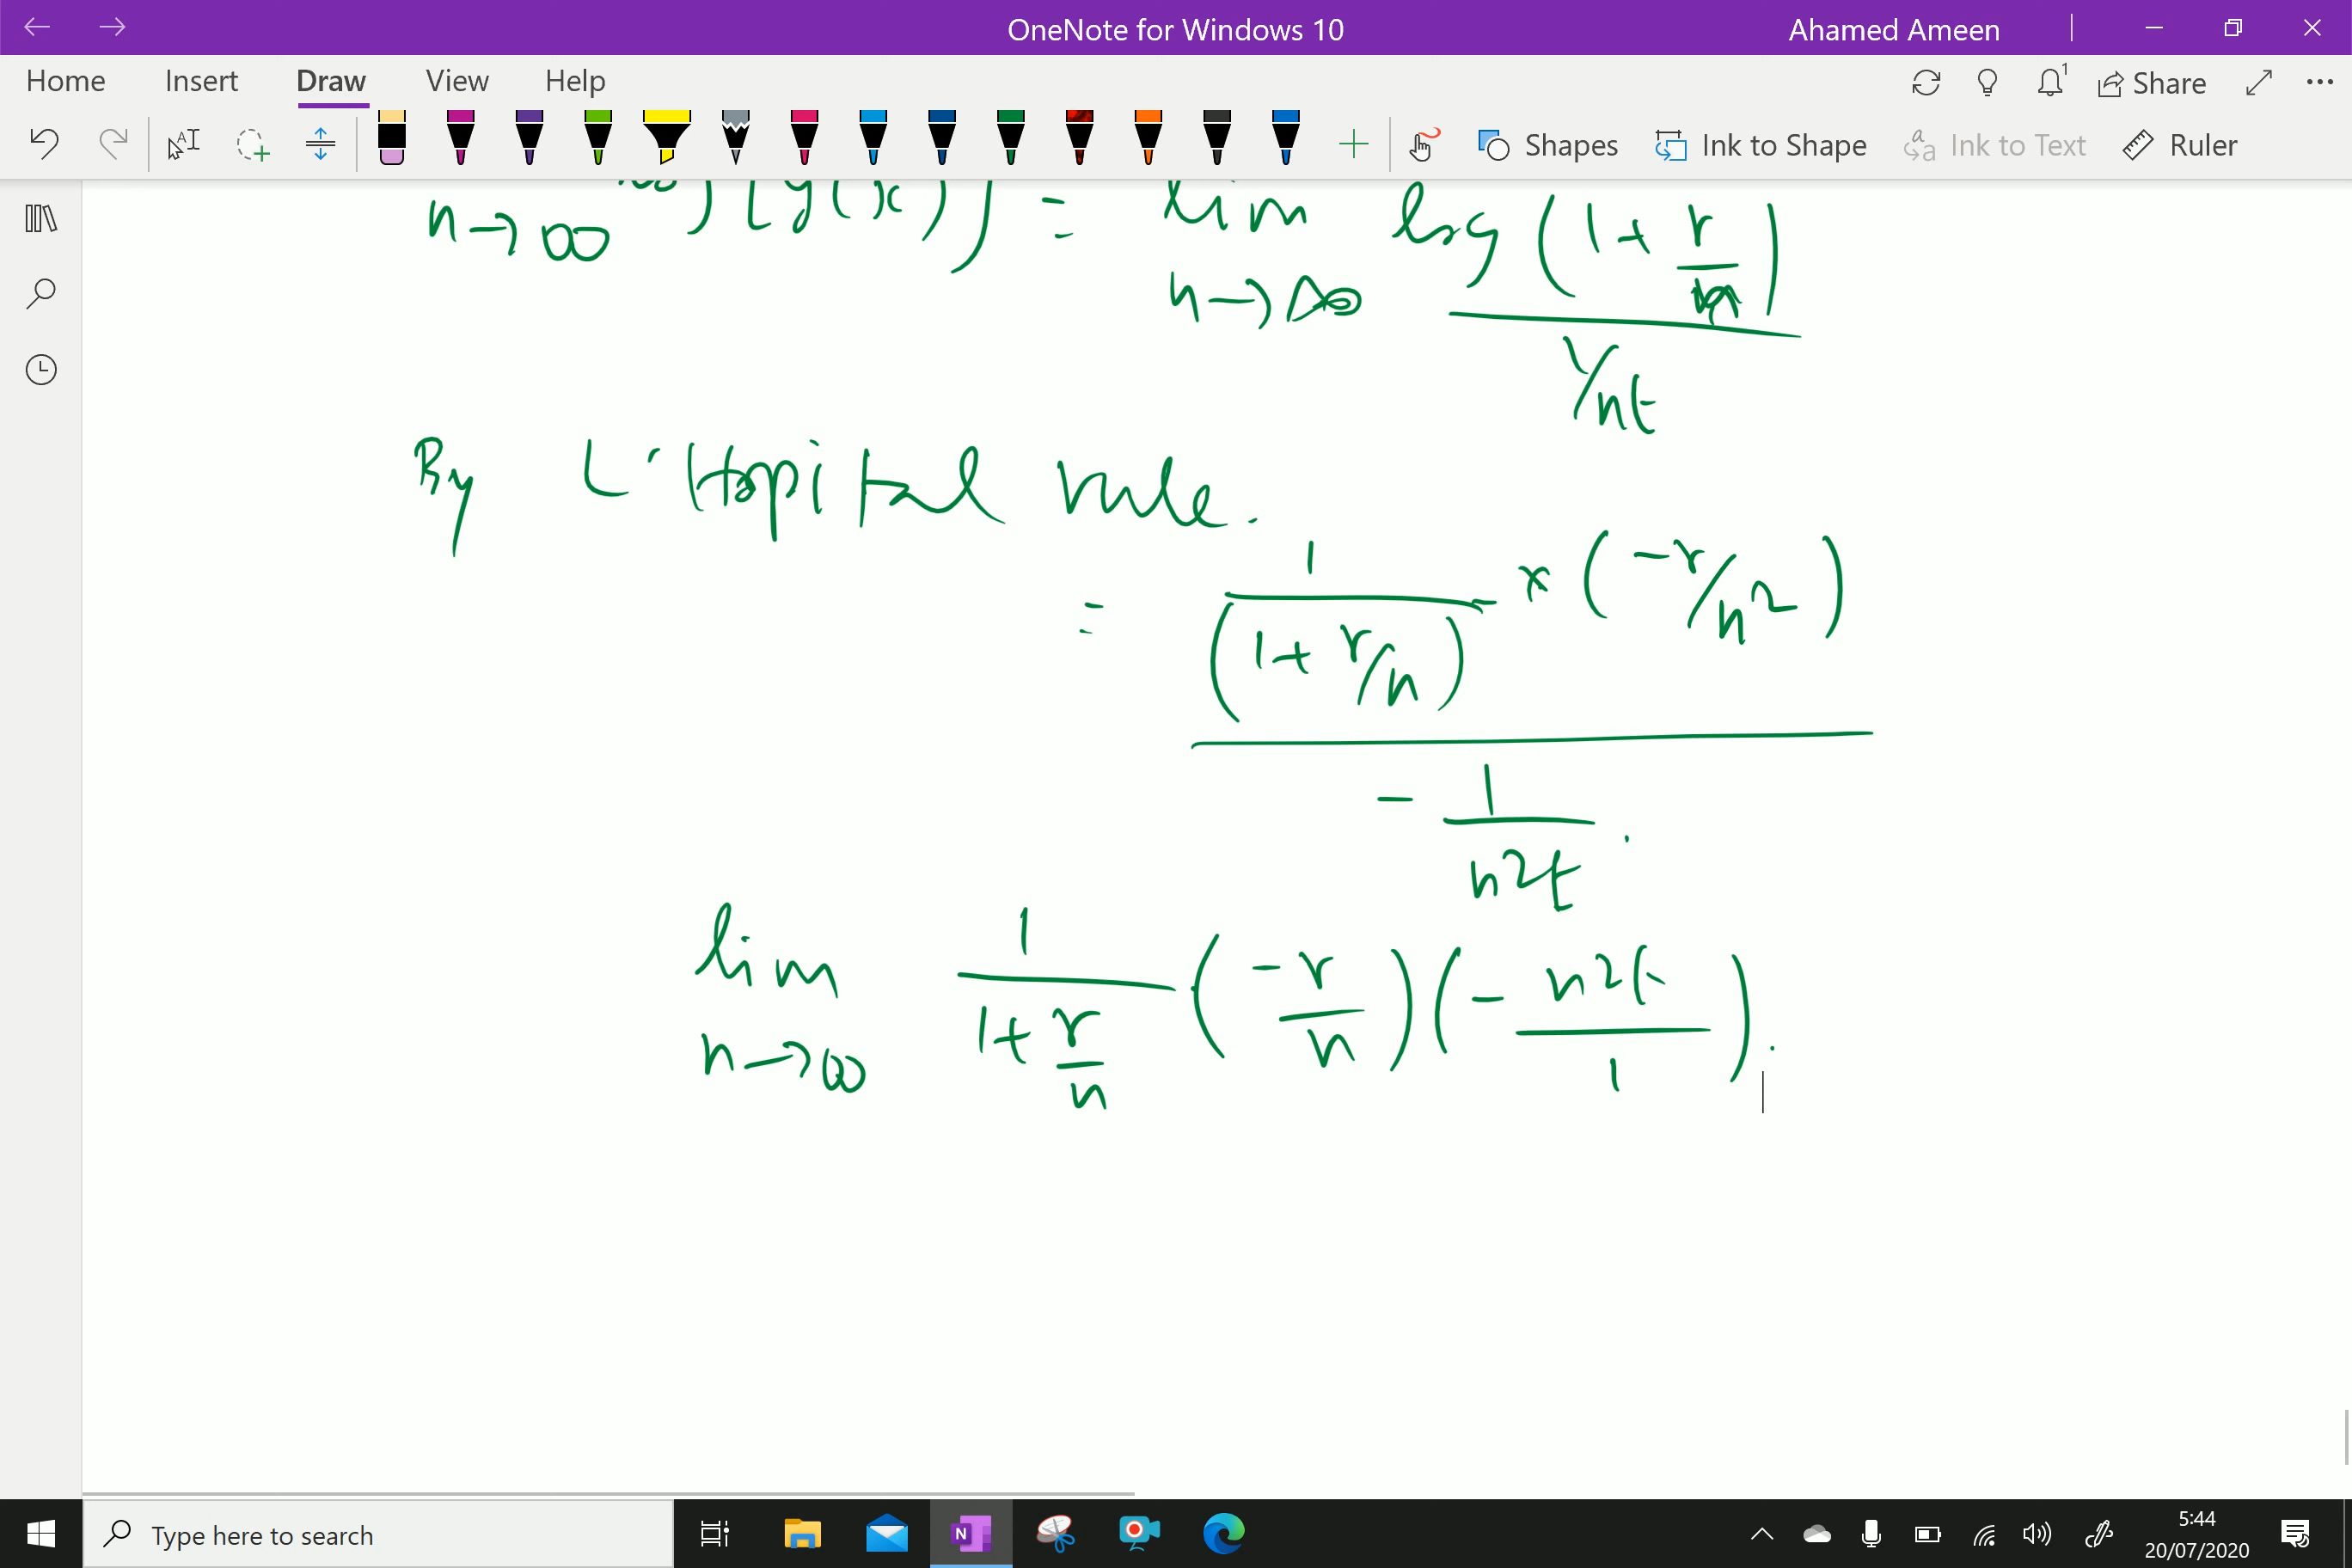 OneNote for Windows 10 Ahamed Ameen
Home Insert Draw View Help 1 Share
Shapes Ink to Shape Ink to Text Ruler
n→∞ [g(x)] = lim n→∞ log (1 + r/n) / 1/nt
By L'Hopital rule.
= 1/(1 + r/n) * (-r/n2) / - 1/n2t .
lim n→∞ 1/(1 + r/n) (-r/n) (- n2t/1).
Type here to search
5:44
20/07/2020